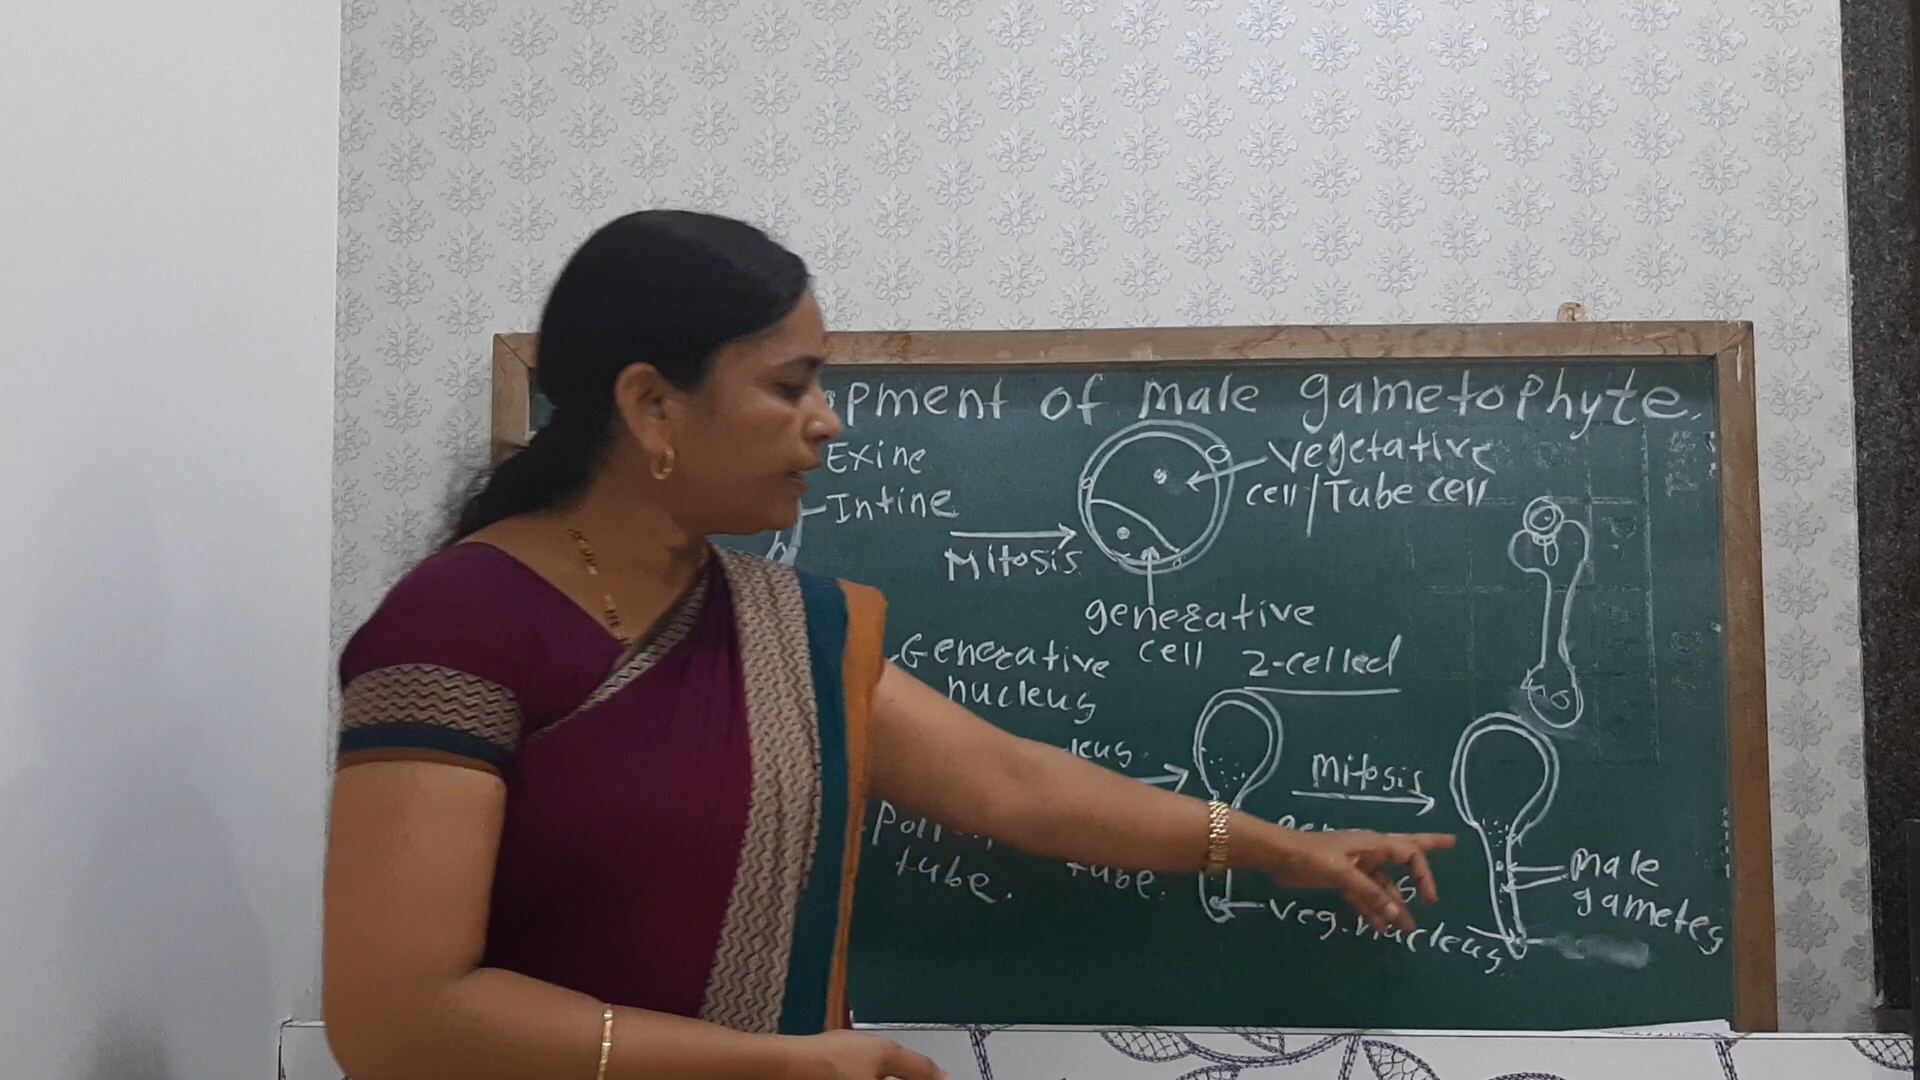 opment of male gametophyte.
Exine
Intine
Mitosis
vegetative
cell/Tube cell
generative
cell
2-celled
Generative
nucleus
Mitosis
tube.
tube.
Veg. nucleus
male
gametes